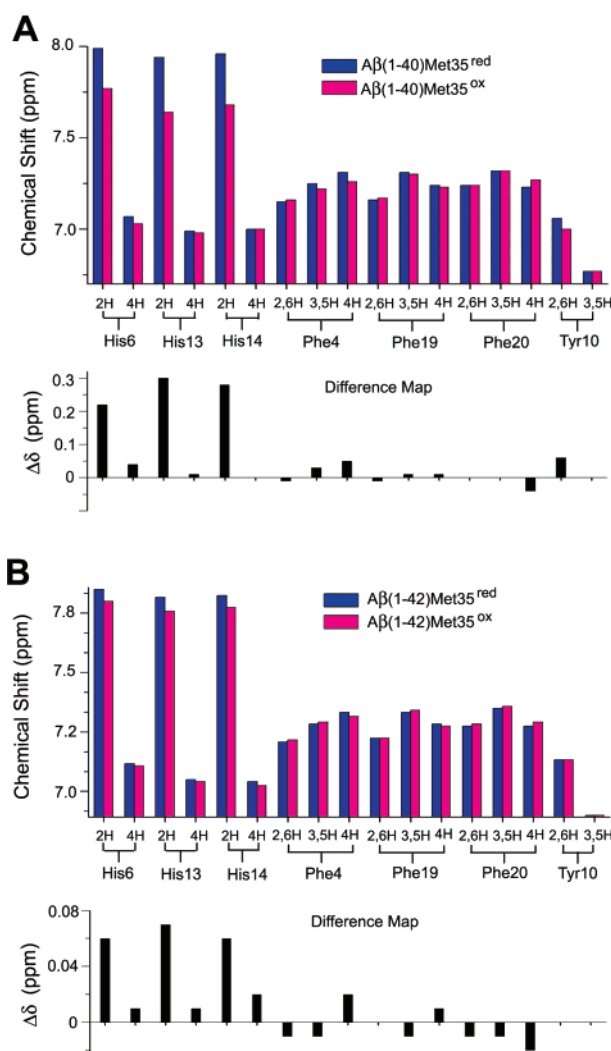 A
Chemical Shift (ppm)
8.0
7.5
7.0
Aβ(1-40)Met35red
Aβ(1-40)Met35ox
2H 4H 2H 4H 2H 4H 2,6H 3,5H 4H 2,6H 3,5H 4H 2,6H 3,5H 4H 2,6H 3,5H
His6 His13 His14 Phe4 Phe19 Phe20 Tyr10
Difference Map
Δδ (ppm)
0.3
0.2
0.1
0
B
Chemical Shift (ppm)
7.8
7.5
7.2
7.0
Aβ(1-42)Met35red
Aβ(1-42)Met35ox
2H 4H 2H 4H 2H 4H 2,6H 3,5H 4H 2,6H 3,5H 4H 2,6H 3,5H 4H 2,6H 3,5H
His6 His13 His14 Phe4 Phe19 Phe20 Tyr10
Difference Map
Δδ (ppm)
0.08
0.04
0